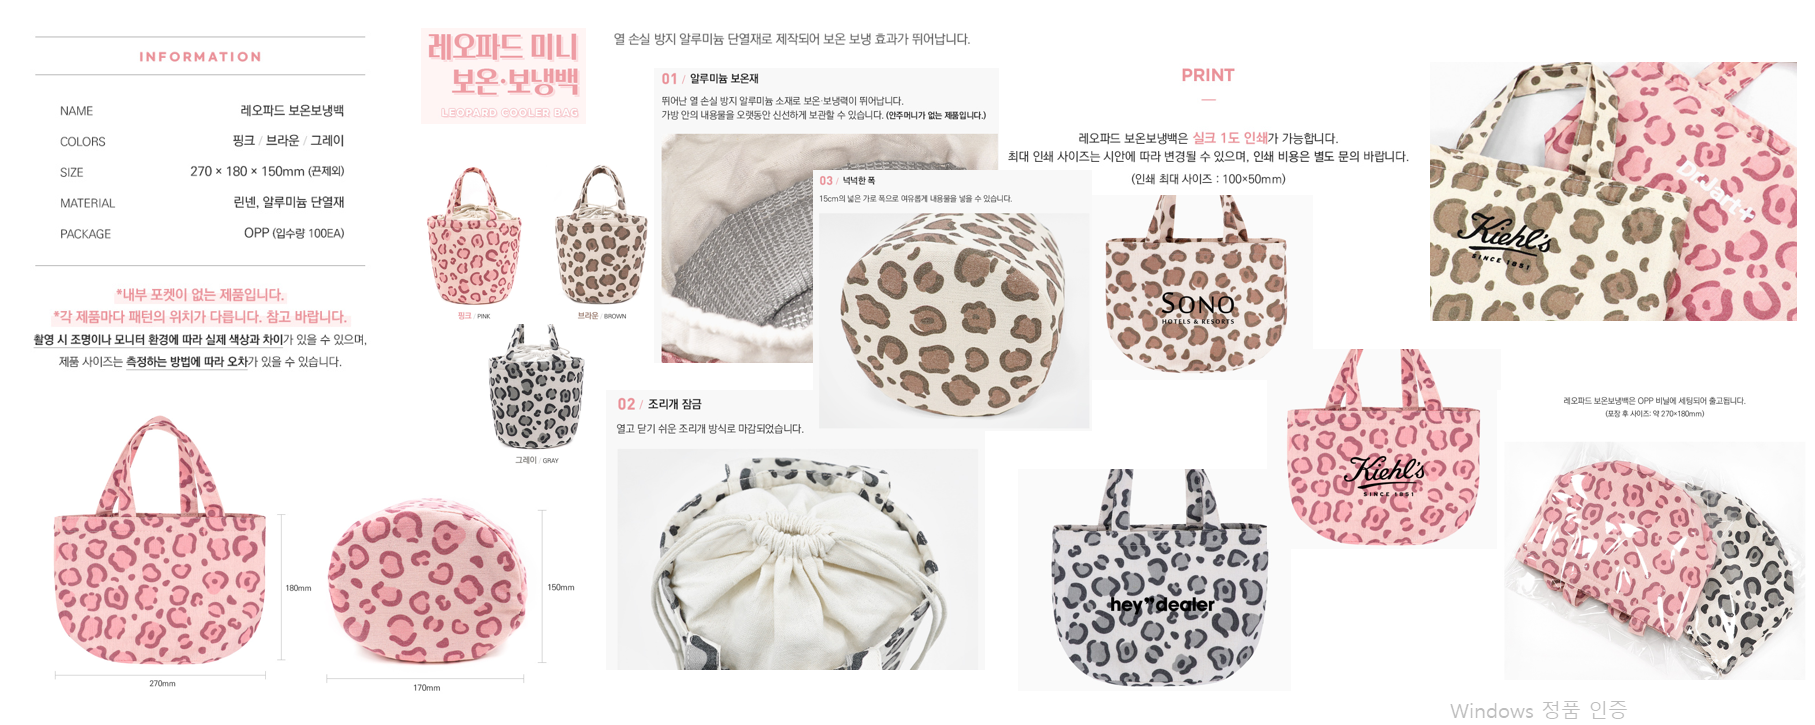 INFORMATION
NAME 레오파드 보온보냉백
COLORS 핑크 / 브라운 / 그레이
SIZE 270 × 180 × 150mm (끈제외)
MATERIAL 린넨, 알루미늄 단열재
PACKAGE OPP (입수량 100EA)
*내부 포켓이 없는 제품입니다.
*각 제품마다 패턴의 위치가 다릅니다. 참고 바랍니다.
촬영 시 조명이나 모니터 환경에 따라 실제 색상과 차이가 있을 수 있으며,
제품 사이즈는 측정하는 방법에 따라 오차가 있을 수 있습니다.
180mm
270mm
150mm
170mm
레오파드 미니
보온·보냉백
LEOPARD COOLER BAG
핑크 / PINK
브라운 / BROWN
그레이 / GRAY
열 손실 방지 알루미늄 단열재로 제작되어 보온 보냉 효과가 뛰어납니다.
01 / 알루미늄 보온재
뛰어난 열 손실 방지 알루미늄 소재로 보온·보냉력이 뛰어납니다.
가방 안의 내용물을 오랫동안 신선하게 보관할 수 있습니다. (안주머니가 없는 제품입니다.)
03 / 넉넉한 폭
15cm의 넓은 가로 폭으로 여유롭게 내용물을 넣을 수 있습니다.
02 / 조리개 잠금
열고 닫기 쉬운 조리개 방식으로 마감되었습니다.
PRINT
레오파드 보온보냉백은 실크 1도 인쇄가 가능합니다.
최대 인쇄 사이즈는 시안에 따라 변경될 수 있으며, 인쇄 비용은 별도 문의 바랍니다.
(인쇄 최대 사이즈 : 100×50mm)
SONO
HOTELS & RESORTS
hey dealer
Kiehl's
SINCE 1851
Dr.Jart+
Kiehl's
SINCE 1851
레오파드 보온보냉백은 OPP 비닐에 세팅되어 출고됩니다.
(포장 후 사이즈: 약 270×180mm)
Windows 정품 인증